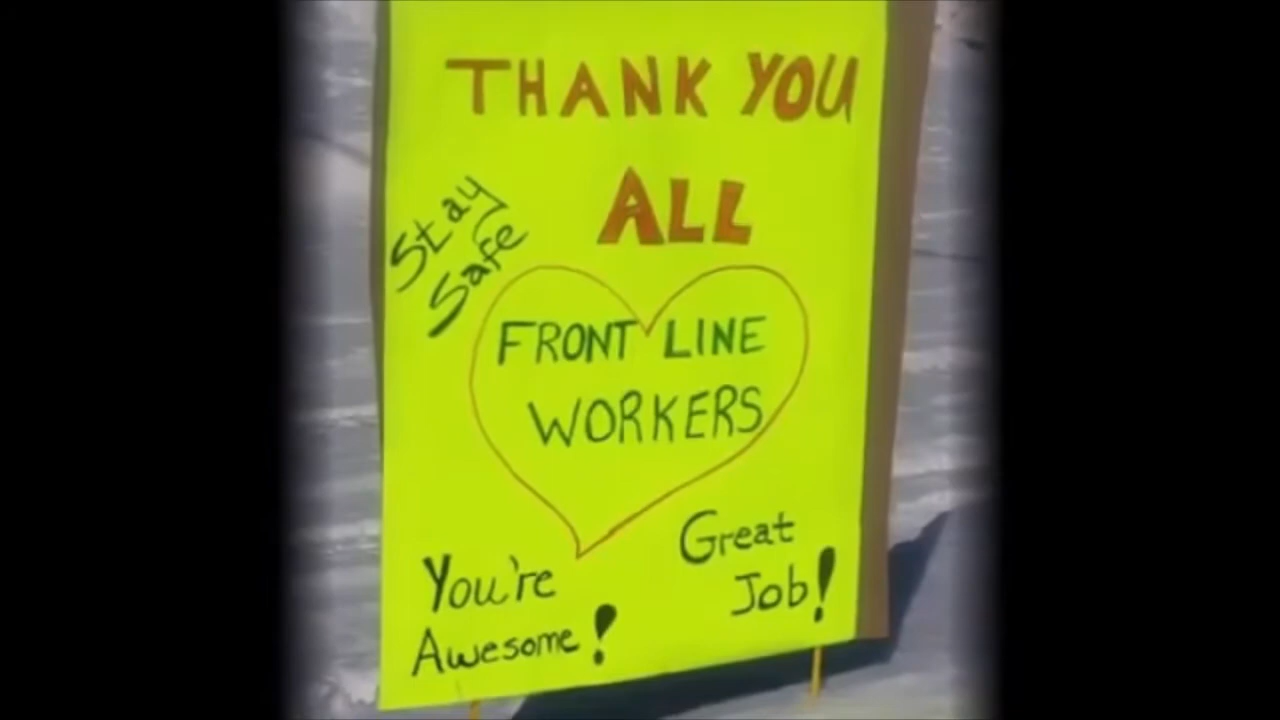 THANK YOU
ALL
Stay
Safe
FRONT LINE
WORKERS
You're
Awesome!
Great
Job!